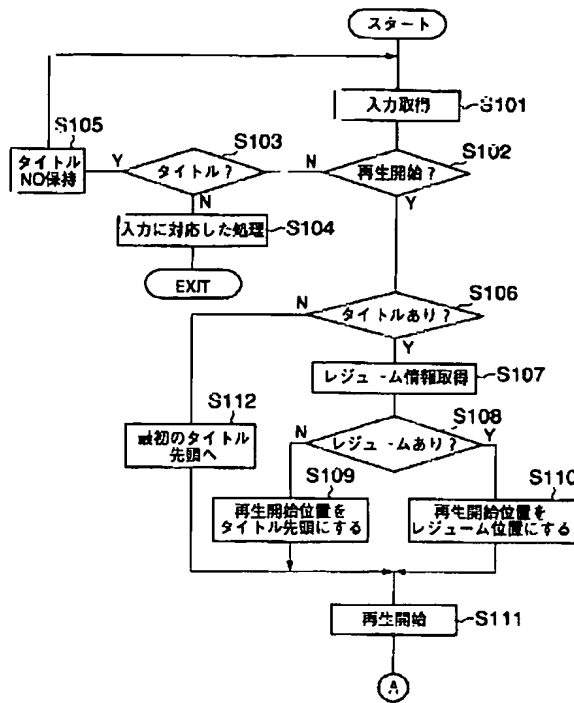 スタート
入力取得
S101
S105
S103
S102
タイトル
NO保持
Y
タイトル?
N
再生開始?
N
Y
入力に対応した処理
S104
EXIT
S106
N
タイトルあり?
Y
レジューム情報取得
S107
S112
S108
最初のタイトル
先頭へ
N
レジュームあり?
Y
S109
S110
再生開始位置を
タイトル先頭にする
再生開始位置を
レジューム位置にする
再生開始
S111
A